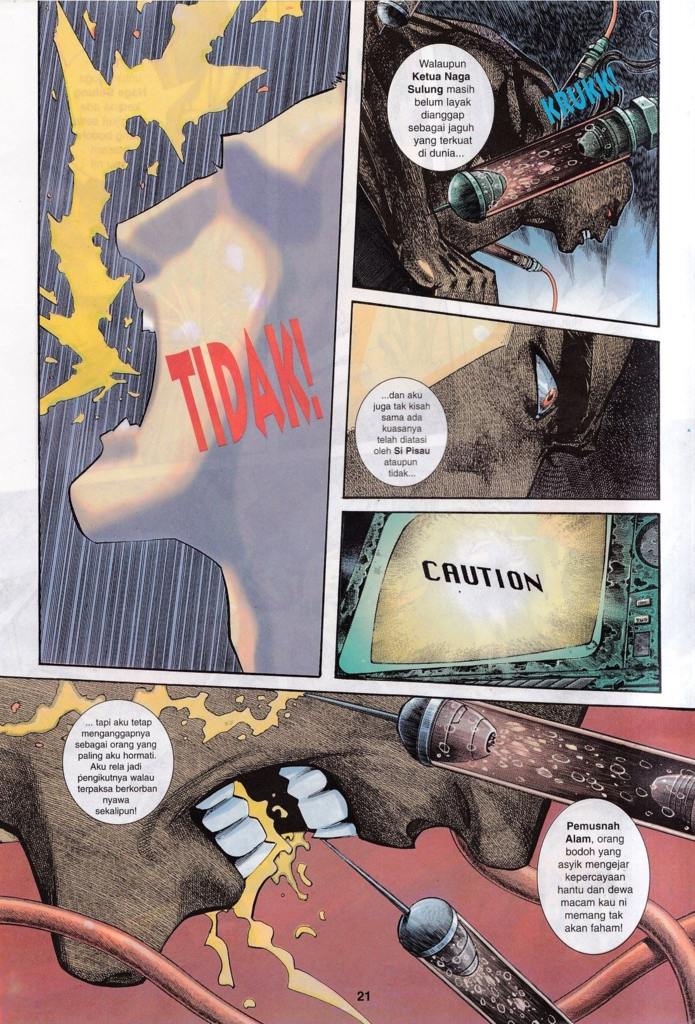 TIDAK!
Walaupun
Ketua Naga
Sulung masih
belum layak
dianggap
sebagai jaguh
yang terkuat
di dunia...
KRUKK!
...dan aku
juga tak kisah
sama ada
kuasanya
telah diatasi
oleh Si Pisau
ataupun
tidak...
CAUTION
... tapi aku tetap
menganggapnya
sebagai orang yang
paling aku hormati.
Aku rela jadi
pengikutnya walau
terpaksa berkorban
nyawa
sekalipun!
Pemusnah
Alam, orang
bodoh yang
asyik mengejar
kepercayaan
hantu dan dewa
macam kau ni
memang tak
akan faham!
21